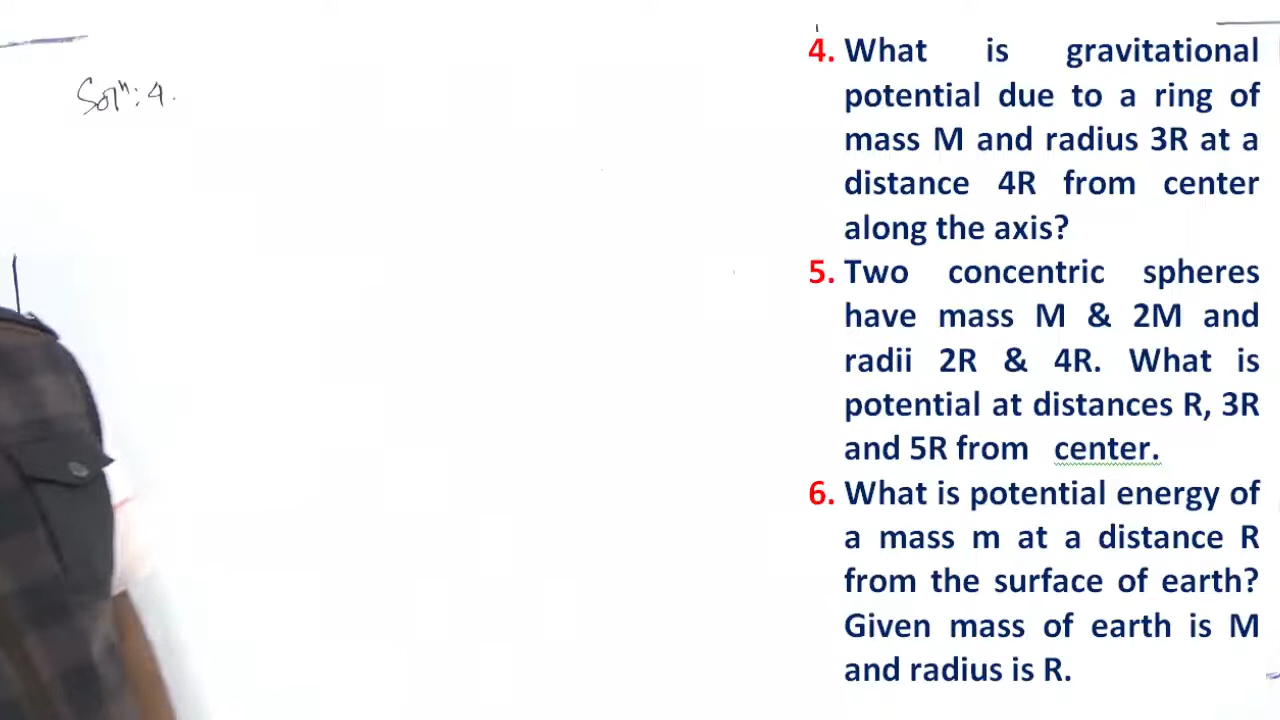 Solⁿ: 4.
4. What is gravitational
potential due to a ring of
mass M and radius 3R at a
distance 4R from center
along the axis?
5. Two concentric spheres
have mass M & 2M and
radii 2R & 4R. What is
potential at distances R, 3R
and 5R from center.
6. What is potential energy of
a mass m at a distance R
from the surface of earth?
Given mass of earth is M
and radius is R.